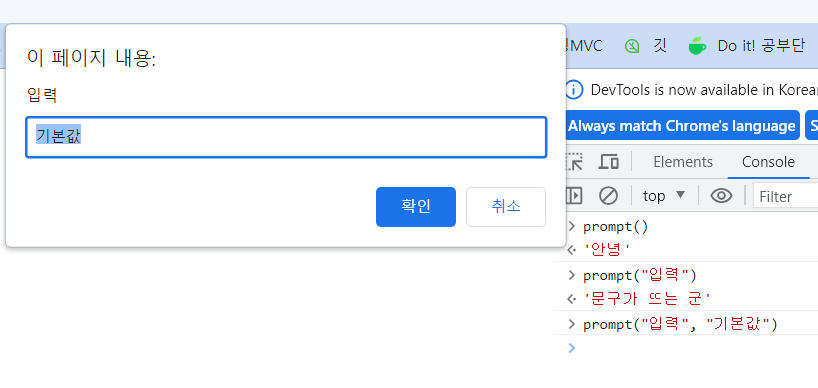 이 페이지 내용:
입력
기본값
확인 취소
MVC 깃 Do it! 공부단
DevTools is now available in Korean
Always match Chrome's language
Elements Console
top Filter
> prompt()
<· '안녕'
> prompt("입력")
<· '문구가 뜨는 군'
> prompt("입력", "기본값")
>